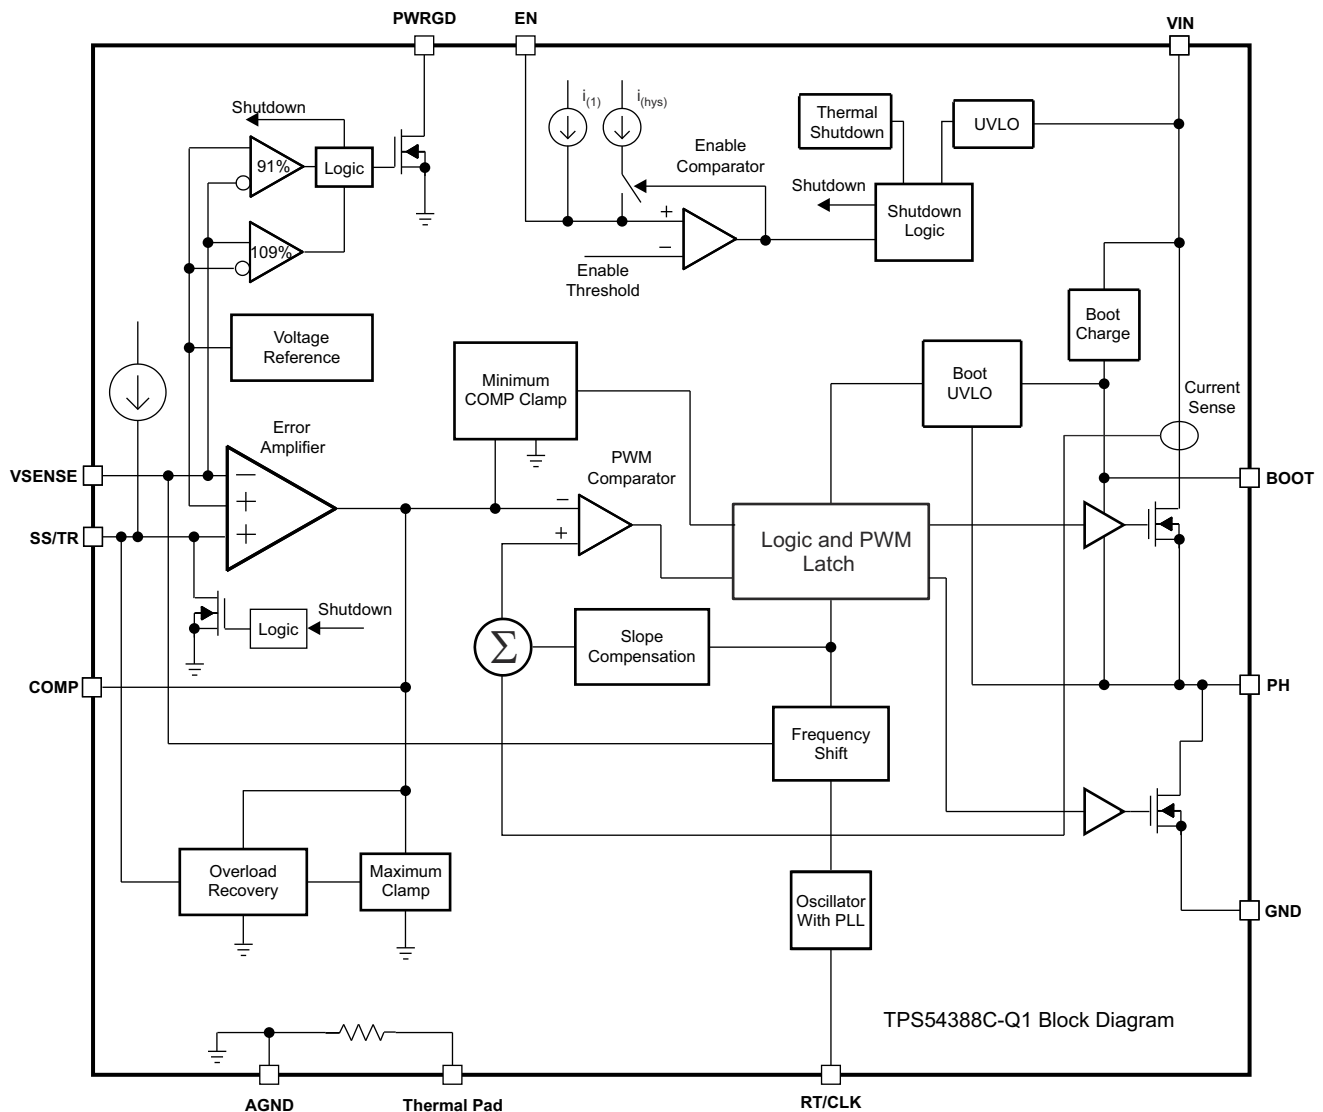 PWRGD
EN
VIN
Shutdown
i(1)
i(hys)
Thermal
Shutdown
UVLO
91%
Logic
Enable
Comparator
Shutdown
Shutdown
Logic
+
−
109%
Enable
Threshold
Boot
Charge
Voltage
Reference
Minimum
COMP Clamp
Boot
UVLO
Current
Sense
Error
Amplifier
PWM
Comparator
VSENSE
−
+
+
SS/TR
−
+
BOOT
Logic and PWM
Latch
Logic
Shutdown
Σ
Slope
Compensation
COMP
PH
Frequency
Shift
Overload
Recovery
Maximum
Clamp
Oscillator
With PLL
GND
TPS54388C-Q1 Block Diagram
AGND
Thermal Pad
RT/CLK